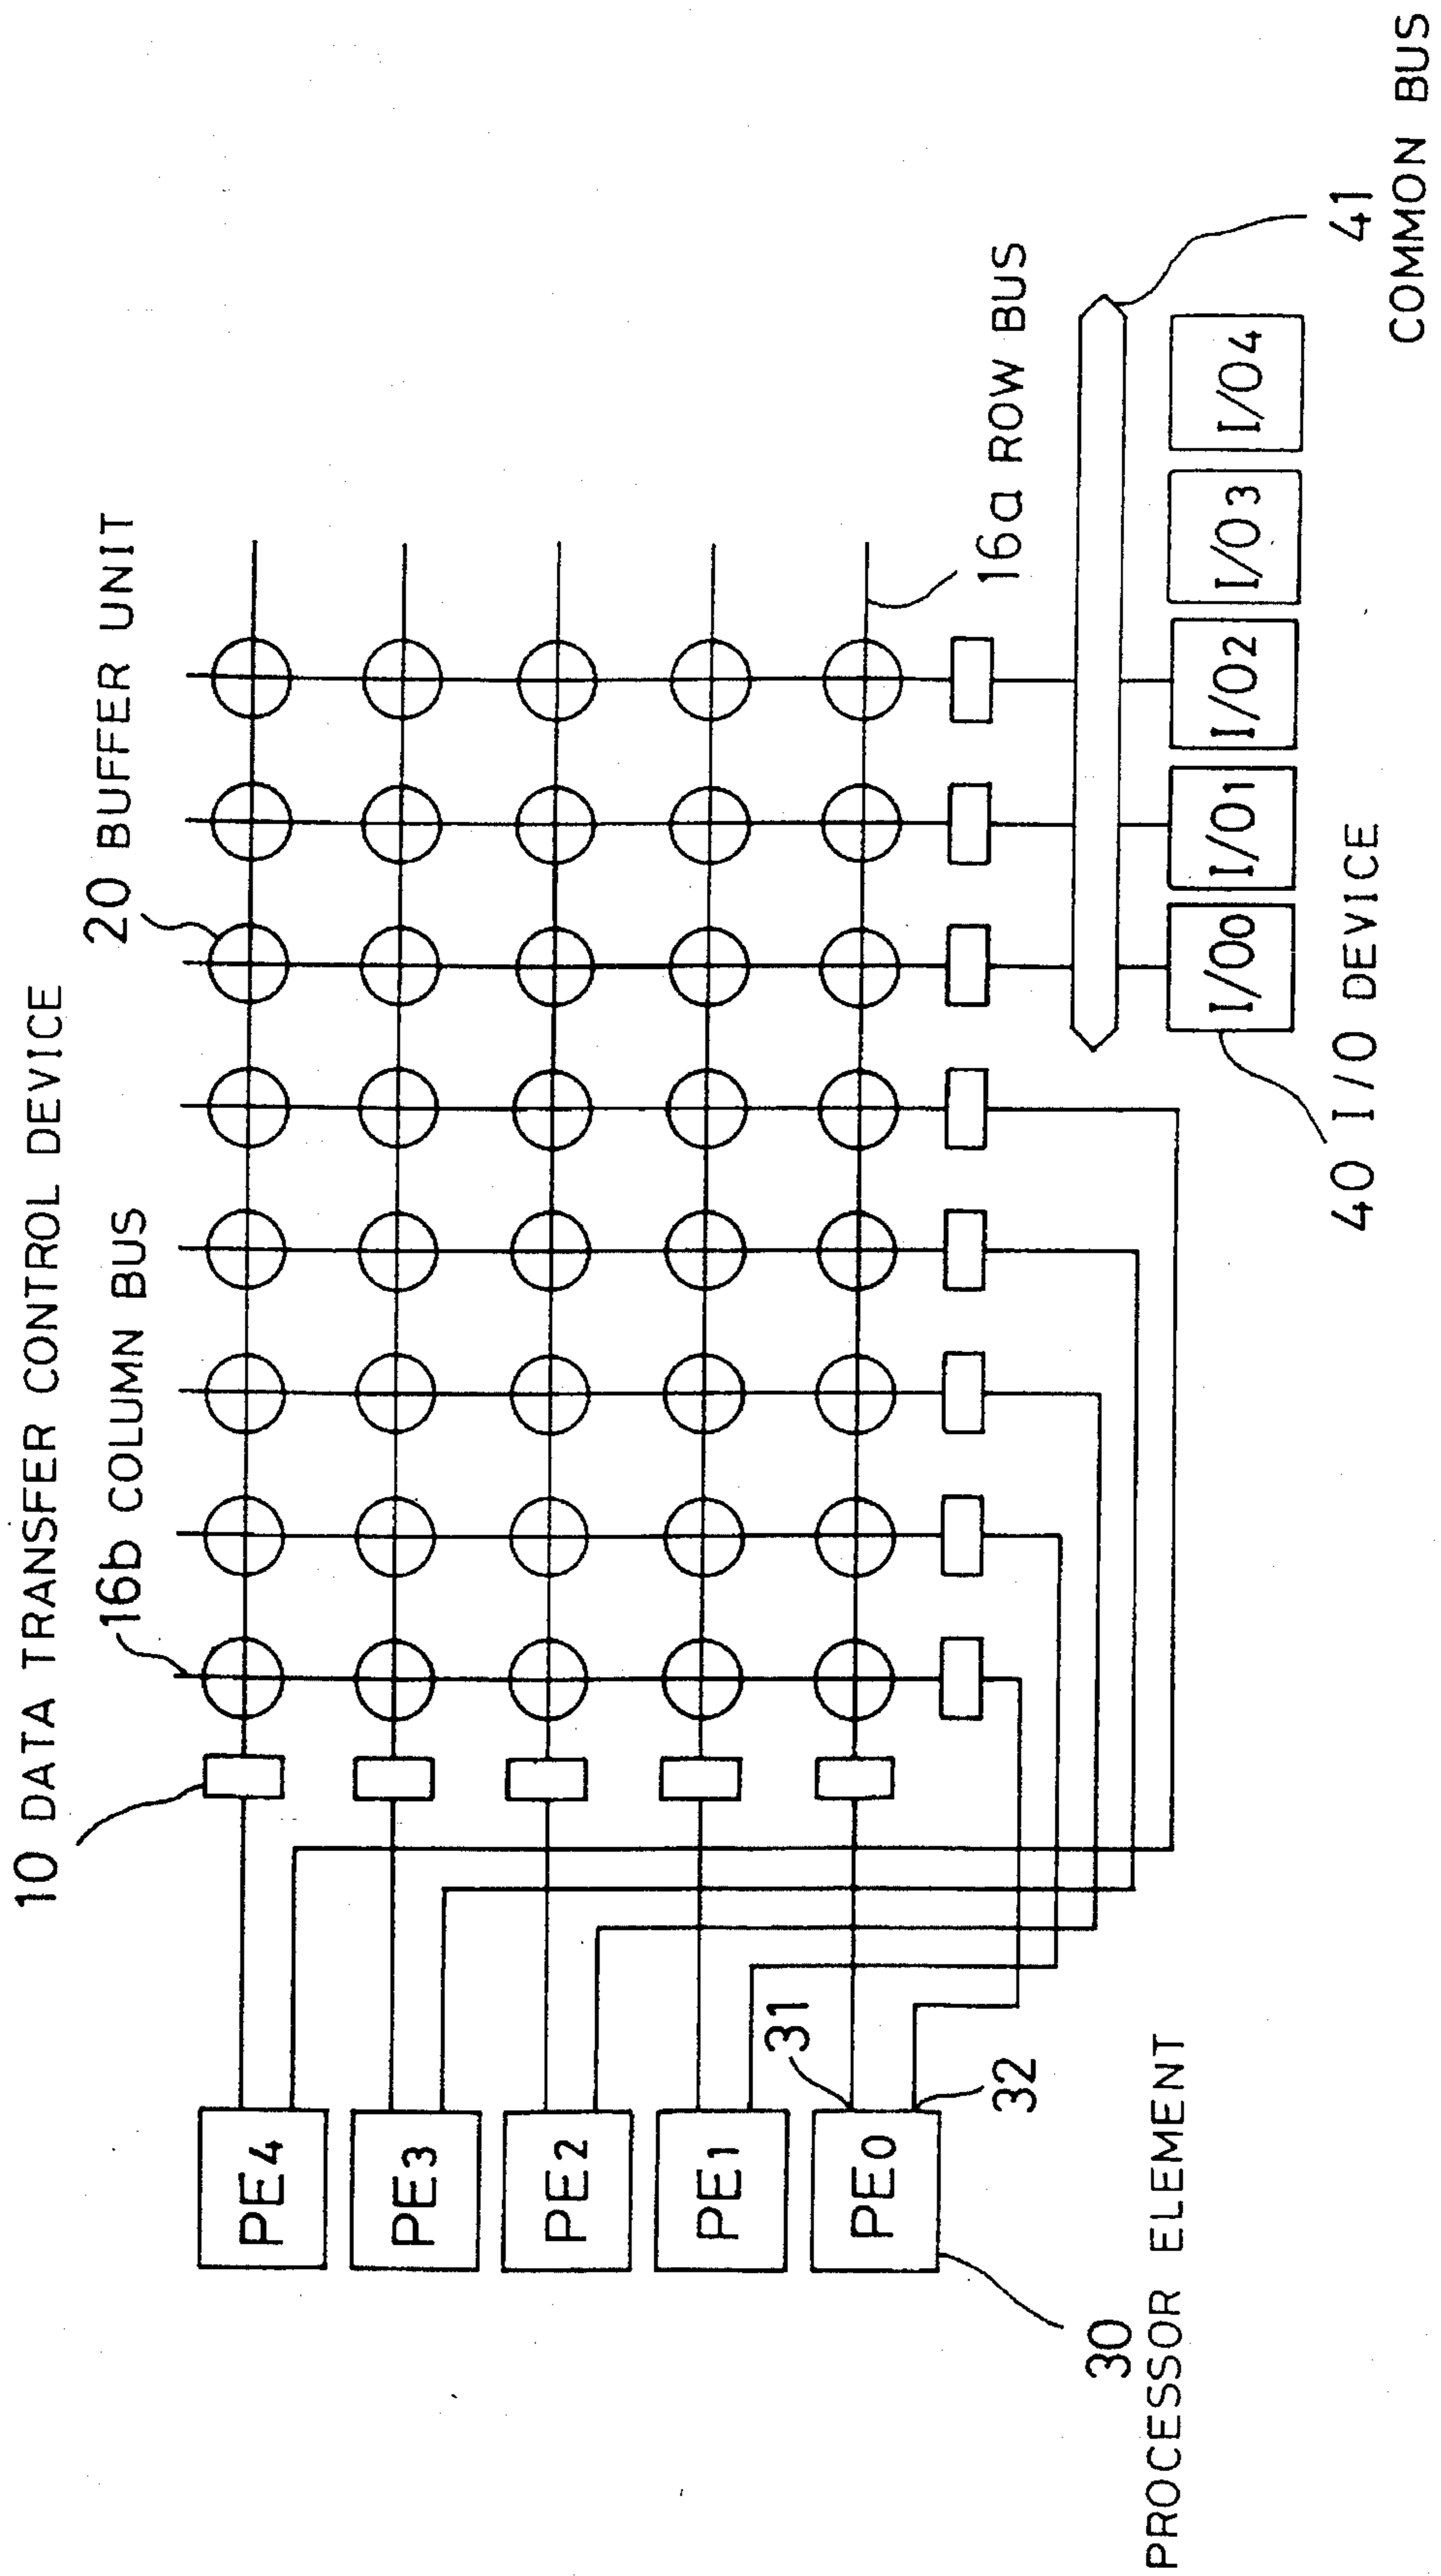 10 DATA TRANSFER CONTROL DEVICE
16b COLUMN BUS
20 BUFFER UNIT
PE4
PE3
PE2
PE1
PE0
31
32
30
PROCESSOR ELEMENT
16a ROW BUS
I/O0
I/O1
I/O2
I/O3
I/O4
40 I/O DEVICE
41
COMMON BUS